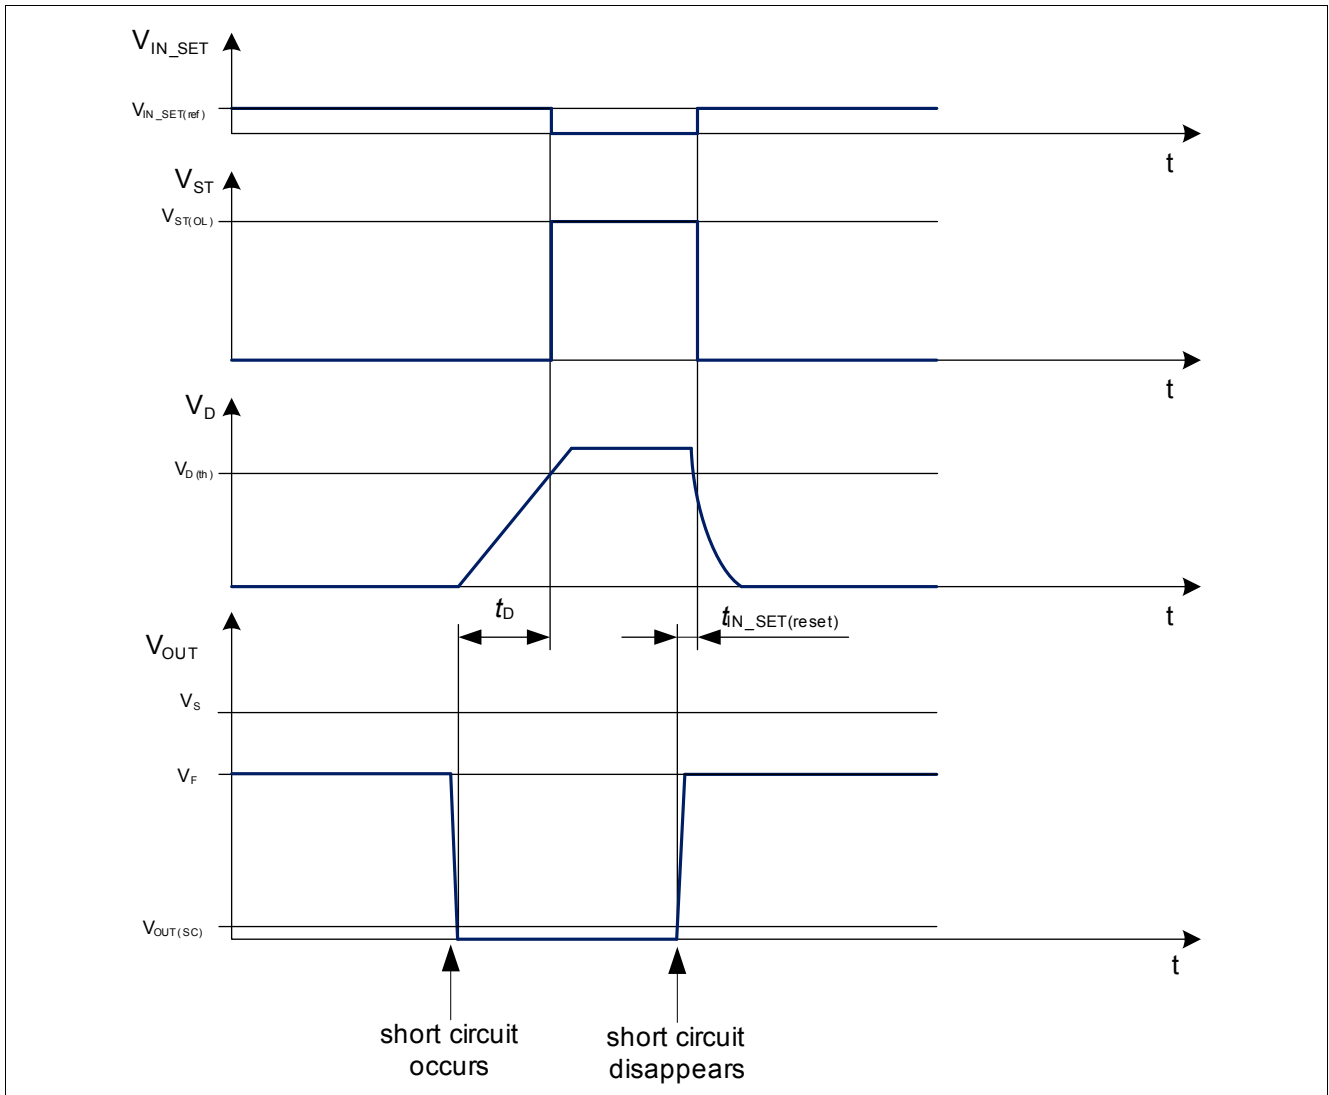 VIN_SET
VIN_SET(ref)
t
VST
VST(OL)
t
VD
VD(th)
t
tD
tIN_SET(reset)
VOUT
VS
VF
VOUT(SC)
t
short circuit
occurs
short circuit
disappears